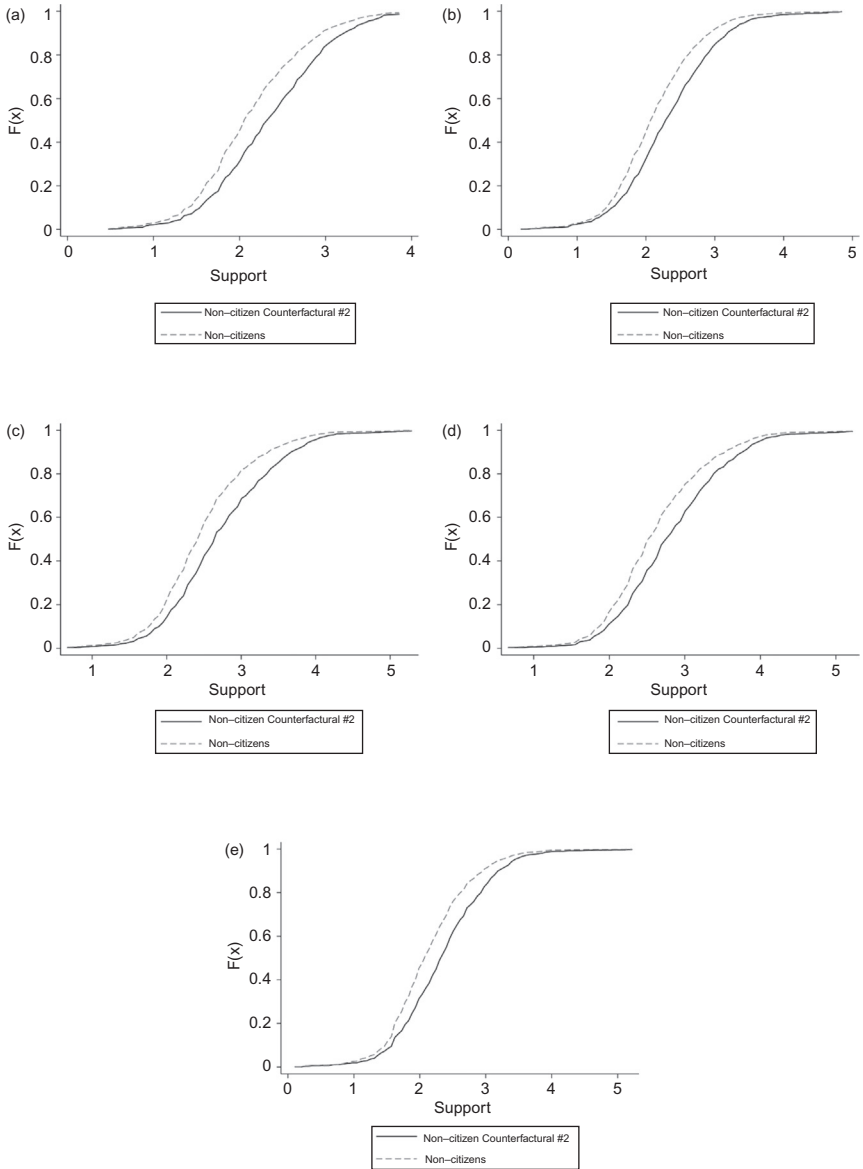 (a)
F(x)
1
0.8
0.6
0.4
0.2
0
0 1 2 3 4
Support
Non–citizen Counterfactural #2
Non–citizens
(b)
F(x)
1
0.8
0.6
0.4
0.2
0
0 1 2 3 4 5
Support
Non–citizen Counterfactural #2
Non–citizens
(c)
F(x)
1
0.8
0.6
0.4
0.2
0
1 2 3 4 5
Support
Non–citizen Counterfactural #2
Non–citizens
(d)
F(x)
1
0.8
0.6
0.4
0.2
0
1 2 3 4 5
Support
Non–citizen Counterfactural #2
Non–citizens
(e)
F(x)
1
0.8
0.6
0.4
0.2
0
0 1 2 3 4 5
Support
Non–citizen Counterfactural #2
Non–citizens